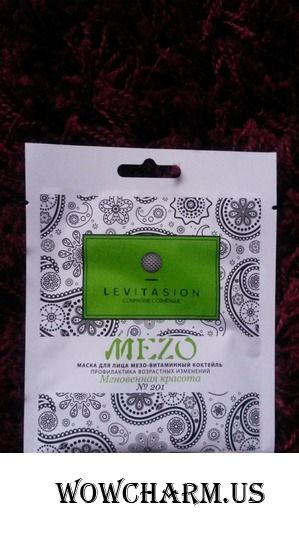 LEVITASION
COMPAGNIE COSMETIQUE
MEZO
МАСКА ДЛЯ ЛИЦА МЕЗО-ВИТАМИННЫЙ КОКТЕЙЛЬ
ПРОФИЛАКТИКА ВОЗРАСТНЫХ ИЗМЕНЕНИЙ
Мгновенная красота
№ 201
WOWCHARM.US